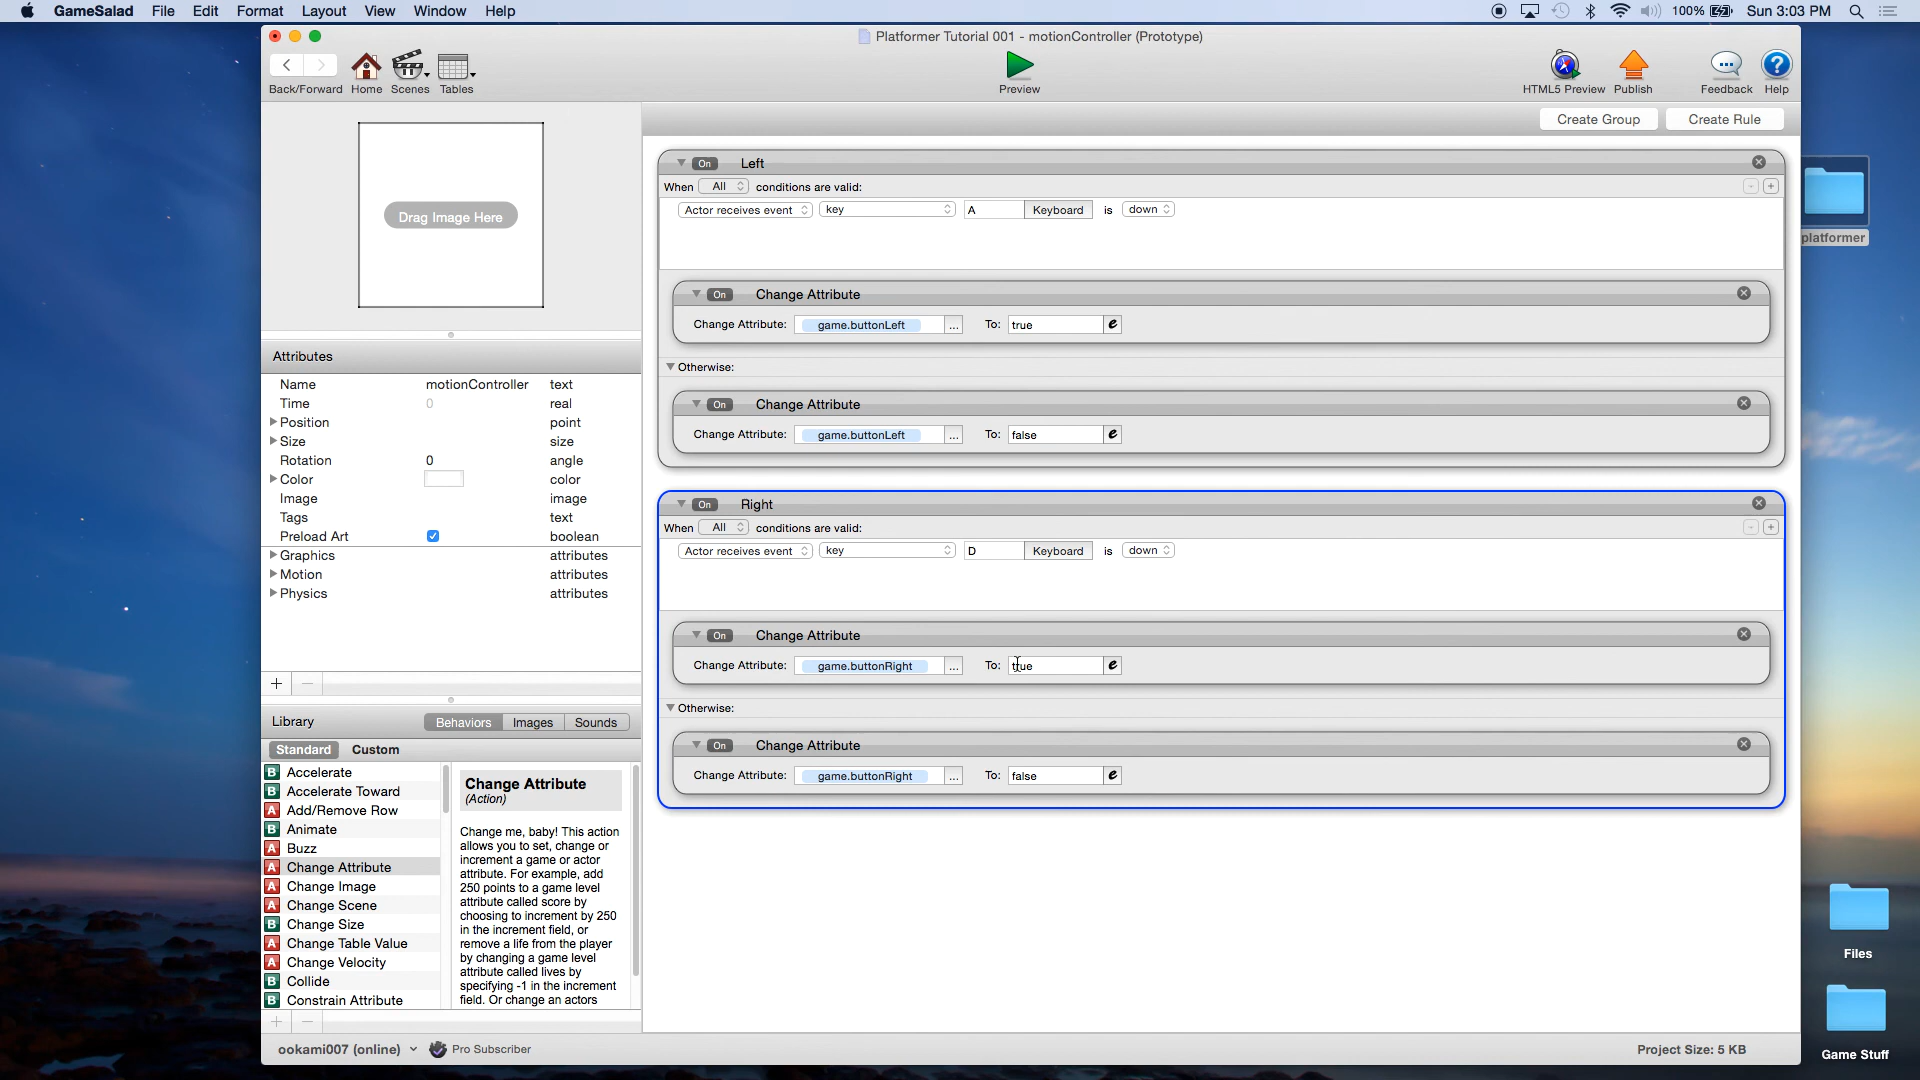 GameSalad File Edit Format Layout View Window Help
100% Sun 3:03 PM
Platformer Tutorial 001 - motionController (Prototype)
Back/Forward Home Scenes Tables
Preview
HTML5 Preview Publish Feedback Help
Create Group Create Rule
Drag Image Here
Attributes
Name motionController text
Time 0 real
Position point
Size size
Rotation 0 angle
Color color
Image image
Tags text
Preload Art boolean
Graphics attributes
Motion attributes
Physics attributes
+ −
Library Behaviors Images Sounds
Standard Custom
B Accelerate
B Accelerate Toward
A Add/Remove Row
B Animate
A Buzz
A Change Attribute
A Change Image
A Change Scene
B Change Size
A Change Table Value
A Change Velocity
B Collide
B Constrain Attribute
Change Attribute
(Action)
Change me, baby! This action
allows you to set, change or
increment a game or actor
attribute. For example, add
250 points to a game level
attribute called score by
choosing to increment by 250
in the increment field, or
remove a life from the player
by changing a game level
attribute called lives by
specifying -1 in the increment
field. Or change an actors
+ −
ookami007 (online) Pro Subscriber
Project Size: 5 KB
On Left
When All conditions are valid:
Actor receives event key A Keyboard is down
On Change Attribute
Change Attribute: game.buttonLeft ... To: true e
Otherwise:
On Change Attribute
Change Attribute: game.buttonLeft ... To: false e
On Right
When All conditions are valid:
Actor receives event key D Keyboard is down
On Change Attribute
Change Attribute: game.buttonRight ... To: true e
Otherwise:
On Change Attribute
Change Attribute: game.buttonRight ... To: false e
platformer
Files
Game Stuff